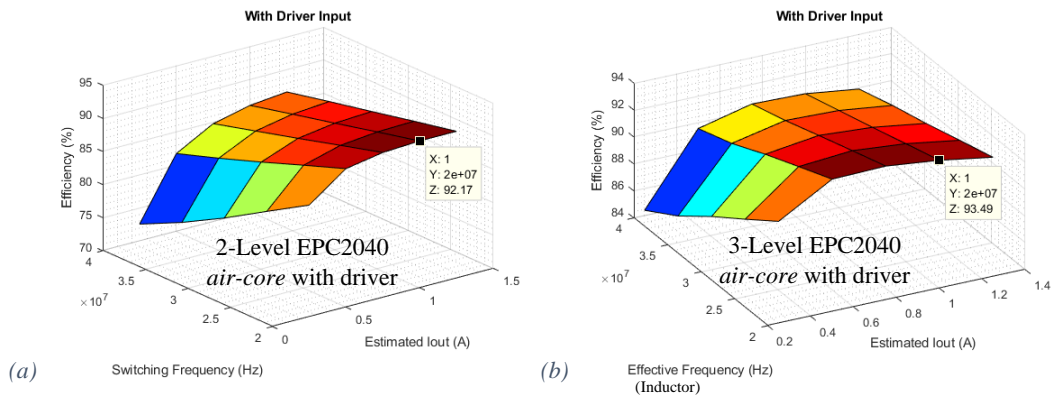 With Driver Input
95
90
85
80
75
70
Efficiency (%)
4
3.5
3
2.5
2
×10⁷
0
0.5
1
1.5
X: 1
Y: 2e+07
Z: 92.17
2-Level EPC2040
air-core with driver
Estimated Iout (A)
Switching Frequency (Hz)
(a)
With Driver Input
94
92
90
88
86
84
Efficiency (%)
4
3.5
3
2.5
2
×10⁷
0.2
0.4
0.6
0.8
1
1.2
1.4
X: 1
Y: 2e+07
Z: 93.49
3-Level EPC2040
air-core with driver
Estimated Iout (A)
Effective Frequency (Hz)
(Inductor)
(b)